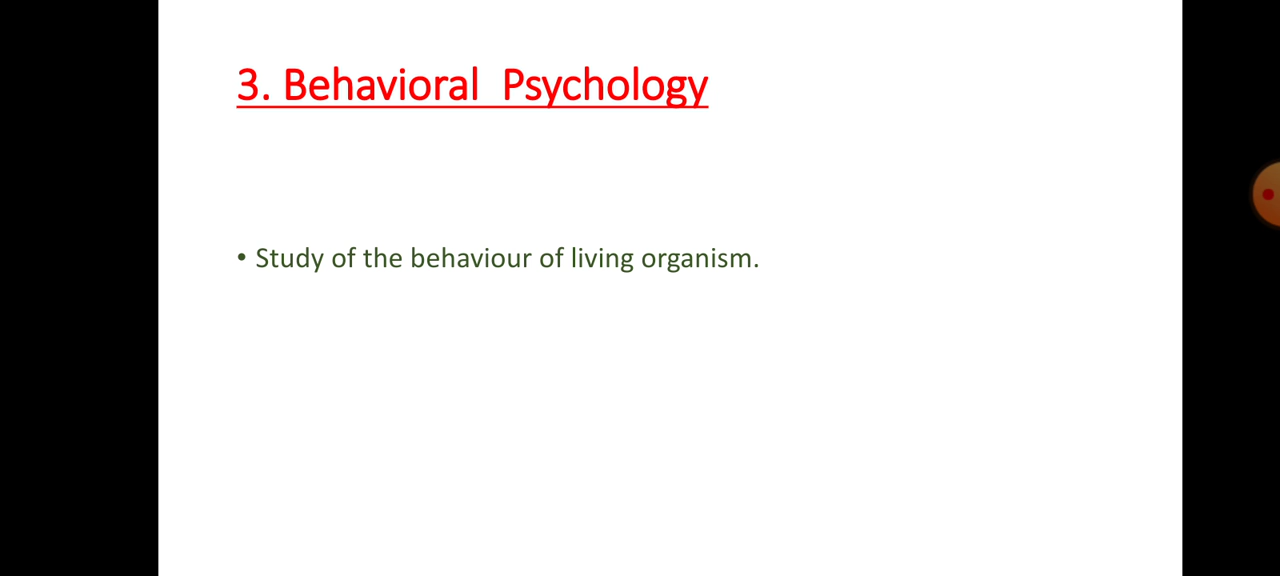 3. Behavioral  Psychology
• Study of the behaviour of living organism.